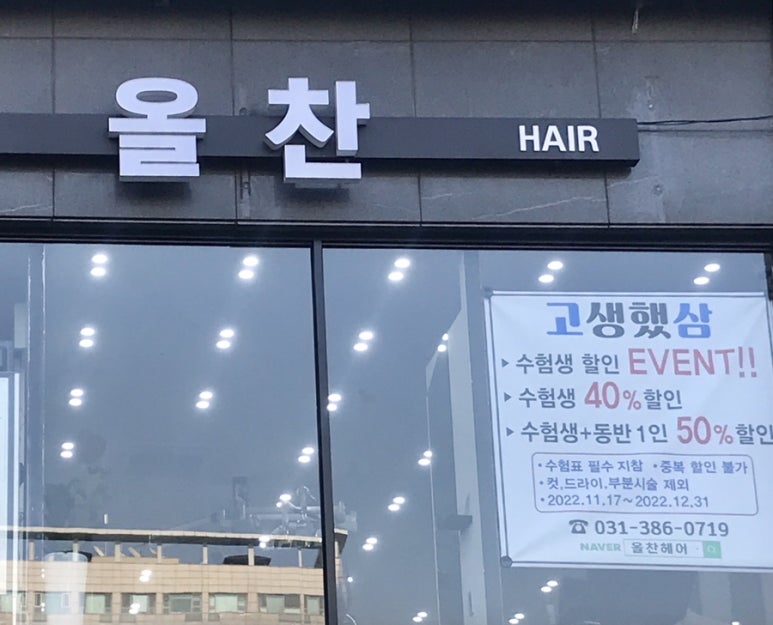 올찬 HAIR
고생했삼
▶ 수험생 할인 EVENT!!
▶ 수험생 40%할인
▶ 수험생+동반1인 50%할인
• 수험표 필수 지참 • 중복 할인 불가
• 컷,드라이,부분시술 제외
• 2022.11.17~2022.12.31
☎ 031-386-0719
NAVER 올찬헤어